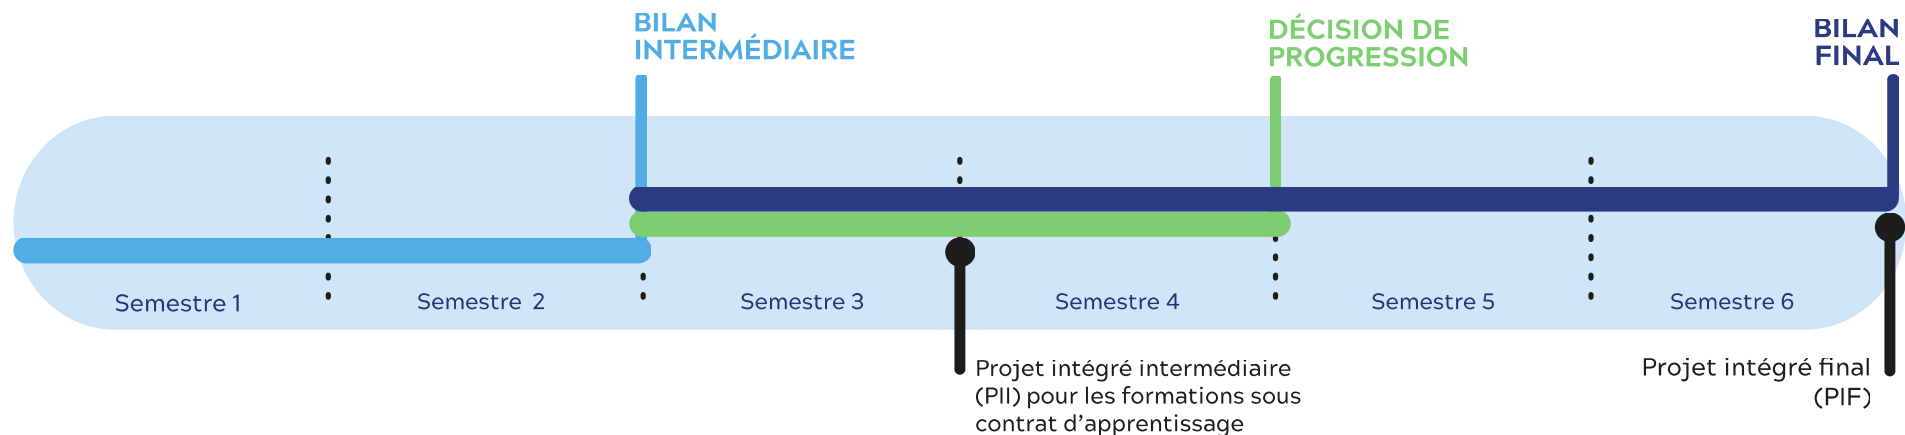 BILAN
INTERMÉDIAIRE
DÉCISION DE
PROGRESSION
BILAN
FINAL
Semestre 1
Semestre 2
Semestre 3
Semestre 4
Semestre 5
Semestre 6
Projet intégré intermédiaire
(PII) pour les formations sous
contrat d’apprentissage
Projet intégré final
(PIF)